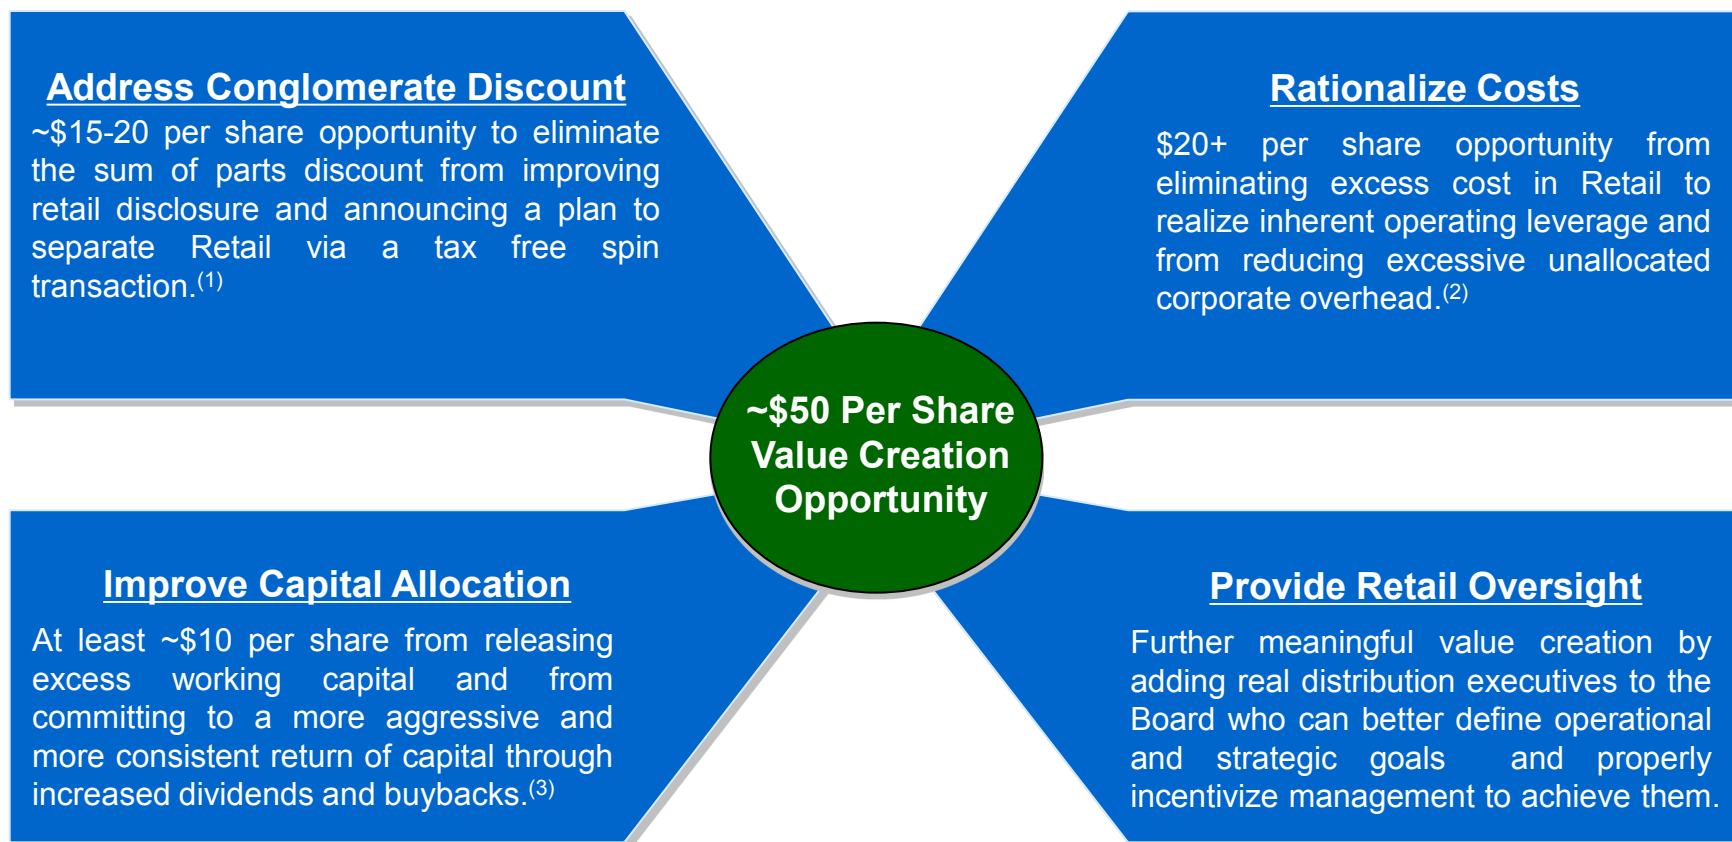 Address Conglomerate Discount
~$15-20 per share opportunity to eliminate
the sum of parts discount from improving
retail disclosure and announcing a plan to
separate Retail via a tax free spin
transaction.(1)
Rationalize Costs
$20+ per share opportunity from
eliminating excess cost in Retail to
realize inherent operating leverage and
from reducing excessive unallocated
corporate overhead.(2)
~$50 Per Share
Value Creation
Opportunity
Improve Capital Allocation
At least ~$10 per share from releasing
excess working capital and from
committing to a more aggressive and
more consistent return of capital through
increased dividends and buybacks.(3)
Provide Retail Oversight
Further meaningful value creation by
adding real distribution executives to the
Board who can better define operational
and strategic goals and properly
incentivize management to achieve them.